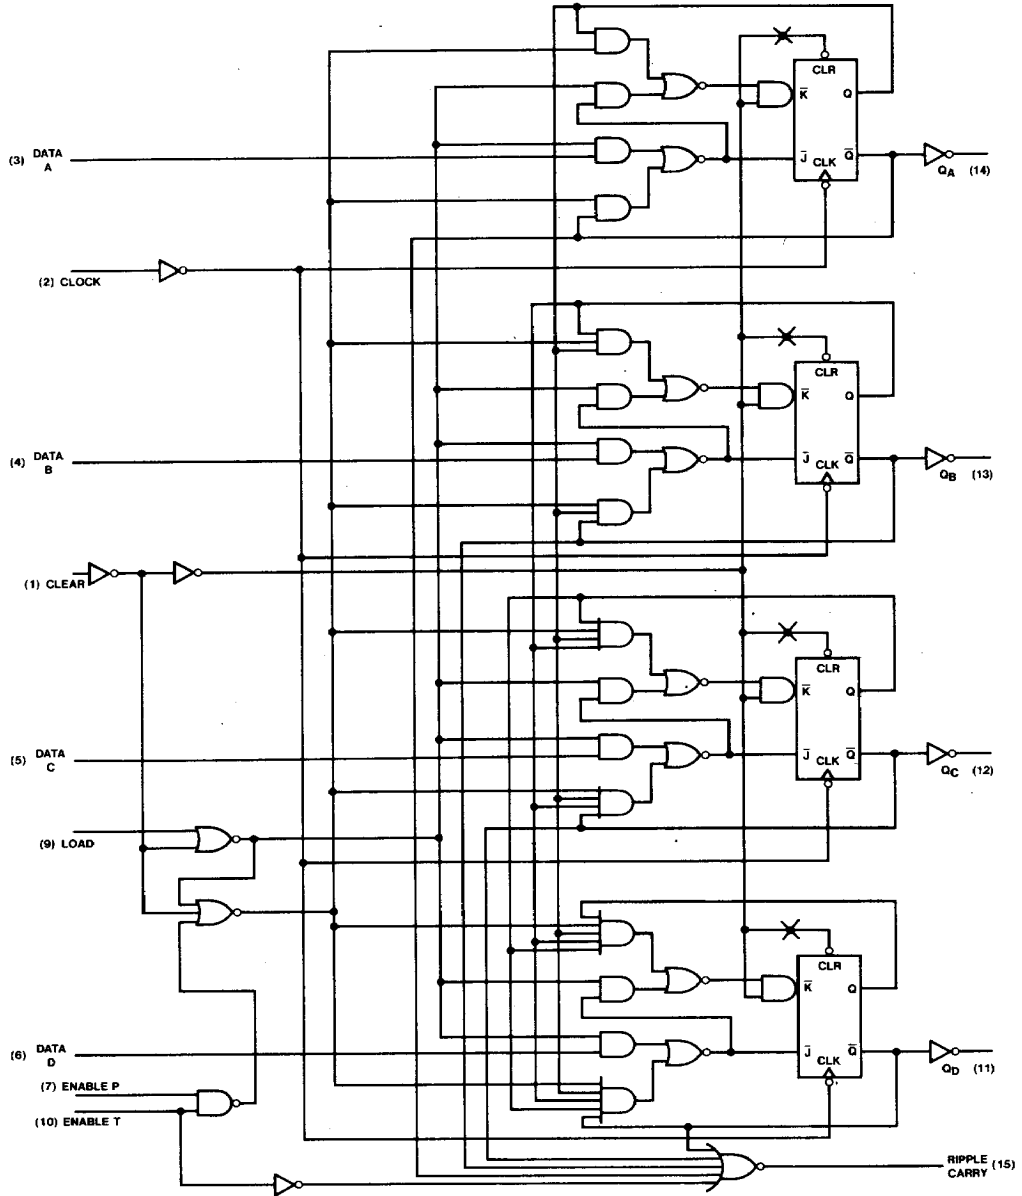 CLR
K̅ Q
(3) DATA A
J̅ CLK Q̅
QA (14)
(2) CLOCK
CLR
K̅ Q
(4) DATA B
J̅ CLK Q̅
QB (13)
(1) CLEAR
CLR
K̅ Q
(5) DATA C
J̅ CLK Q̅
QC (12)
(9) LOAD
CLR
K̅ Q
(6) DATA D
J̅ CLK Q̅
QD (11)
(7) ENABLE P
(10) ENABLE T
RIPPLE CARRY (15)